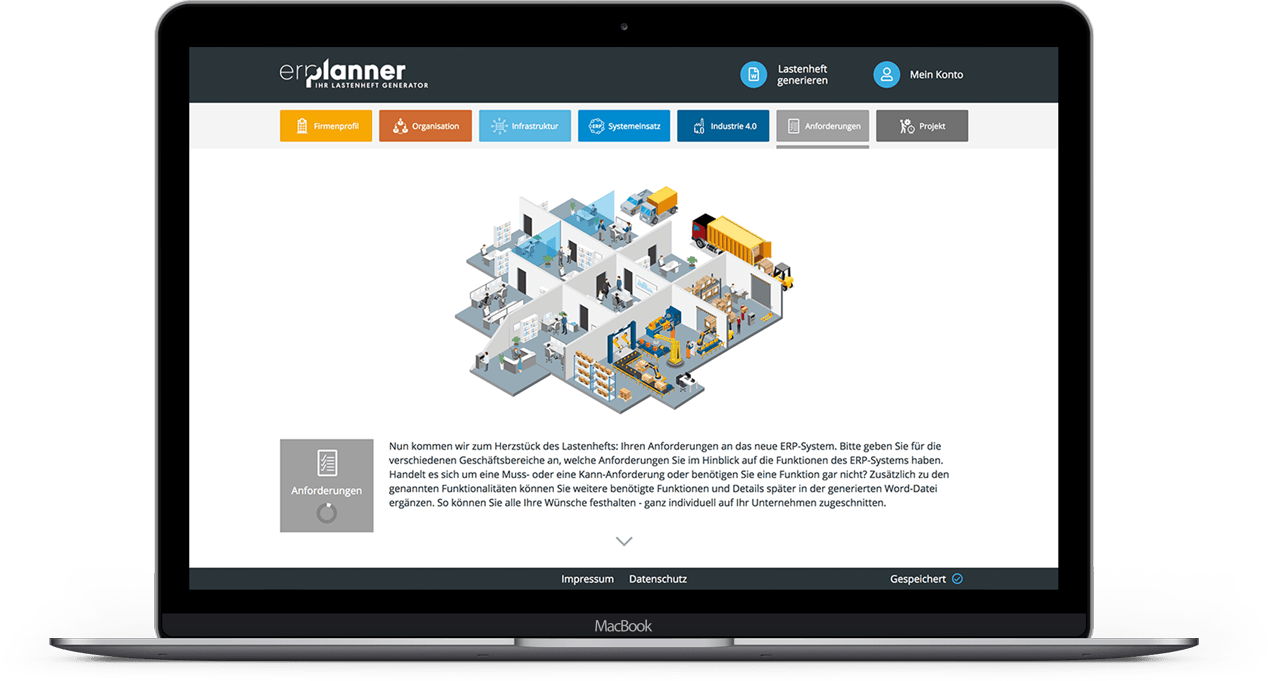 erplanner
IHR LASTENHEFT GENERATOR
Lastenheft
generieren
Mein Konto
Firmenprofil
Organisation
Infrastruktur
ERP
Systemeinsatz
Industrie 4.0
Anforderungen
Projekt
Anforderungen
Nun kommen wir zum Herzstück des Lastenhefts: Ihren Anforderungen an das neue ERP-System. Bitte geben Sie für die
verschiedenen Geschäftsbereiche an, welche Anforderungen Sie im Hinblick auf die Funktionen des ERP-Systems haben.
Handelt es sich um eine Muss- oder eine Kann-Anforderung oder benötigen Sie eine Funktion gar nicht? Zusätzlich zu den
genannten Funktionalitäten können Sie weitere benötigte Funktionen und Details später in der generierten Word-Datei
ergänzen. So können Sie alle Ihre Wünsche festhalten - ganz individuell auf Ihr Unternehmen zugeschnitten.
Impressum
Datenschutz
Gespeichert
MacBook